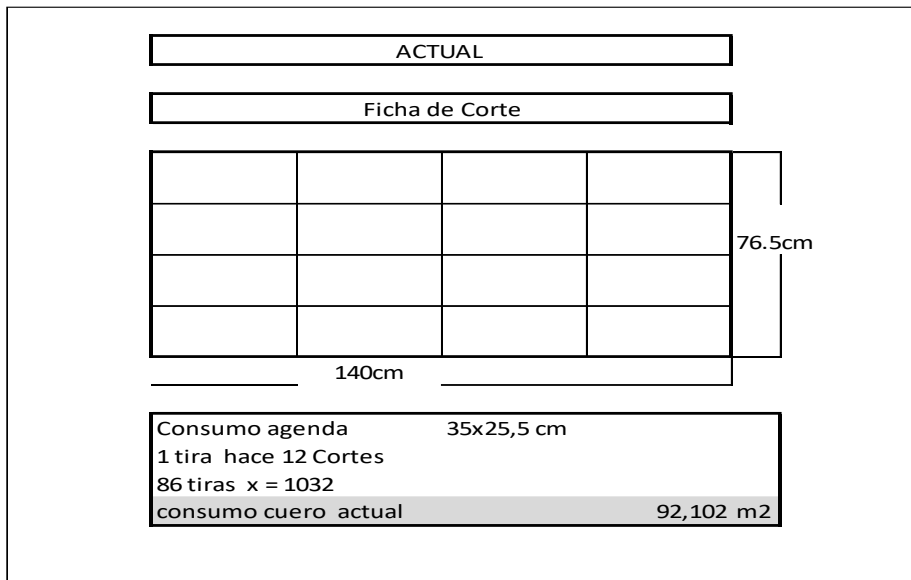 ACTUAL
Ficha de Corte
76.5cm
140cm
Consumo agenda 35x25,5 cm
1 tira hace 12 Cortes
86 tiras x = 1032
consumo cuero actual 92,102 m2